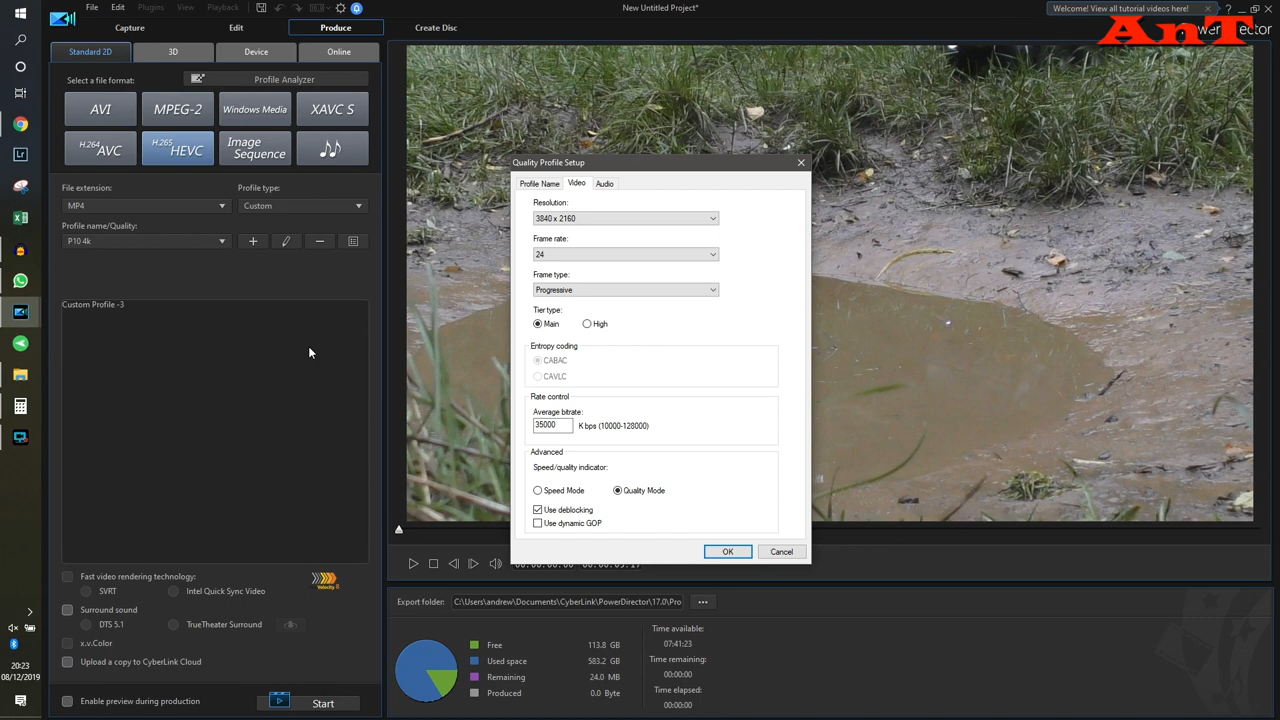 File Edit Plugins View Playback New Untitled Project* Welcome! View all tutorial videos here!
Capture Edit Produce Create Disc AnT
Standard 2D 3D Device Online
Select a file format: Profile Analyzer
AVI MPEG-2 Windows Media XAVC S
H.264 AVC H.265 HEVC Image Sequence
File extension: Profile type:
MP4 Custom
Profile name/Quality:
P10 4k
Custom Profile -3
Fast video rendering technology:
SVRT Intel Quick Sync Video
Surround sound
DTS 5.1 TrueTheater Surround
x.v.Color
Upload a copy to CyberLink Cloud
Enable preview during production Start
Quality Profile Setup
Profile Name Video Audio
Resolution:
3840 x 2160
Frame rate:
24
Frame type:
Progressive
Tier type:
Main High
Entropy coding
CABAC
CAVLC
Rate control
Average bitrate:
35000 K bps (10000-128000)
Advanced
Speed/quality indicator:
Speed Mode Quality Mode
Use deblocking
Use dynamic GOP
OK Cancel
Export folder: C:\Users\andrew\Documents\CyberLink\PowerDirector\17.0\Pro ...
Free 113.8 GB
Used space 583.2 GB
Remaining 24.0 MB
Produced 0.0 Byte
Time available:
07:41:23
Time remaining:
00:00:00
Time elapsed:
00:00:00
20:23
08/12/2019